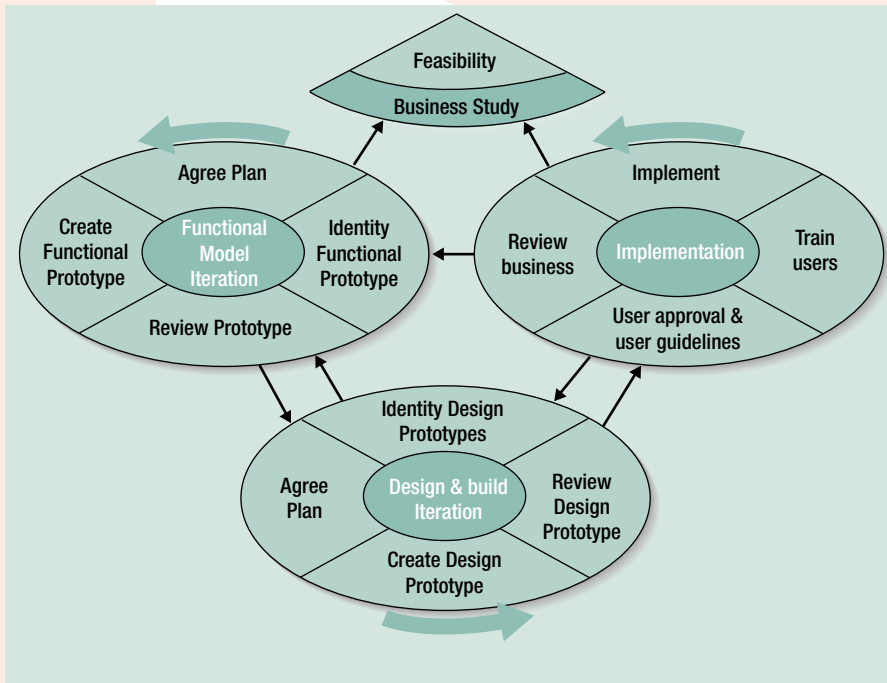 Feasibility
Business Study
Agree Plan
Create
Functional
Prototype
Functional
Model
Iteration
Identity
Functional
Prototype
Review Prototype
Implement
Review
business
Implementation
Train
users
User approval &
user guidelines
Identity Design
Prototypes
Agree
Plan
Design & build
Iteration
Review
Design
Prototype
Create Design
Prototype